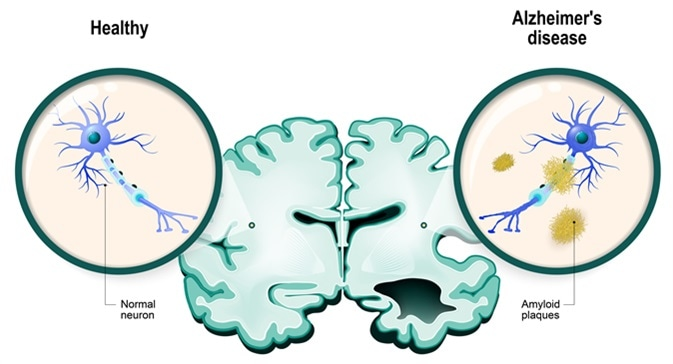 Healthy
Alzheimer's
disease
Normal
neuron
Amyloid
plaques